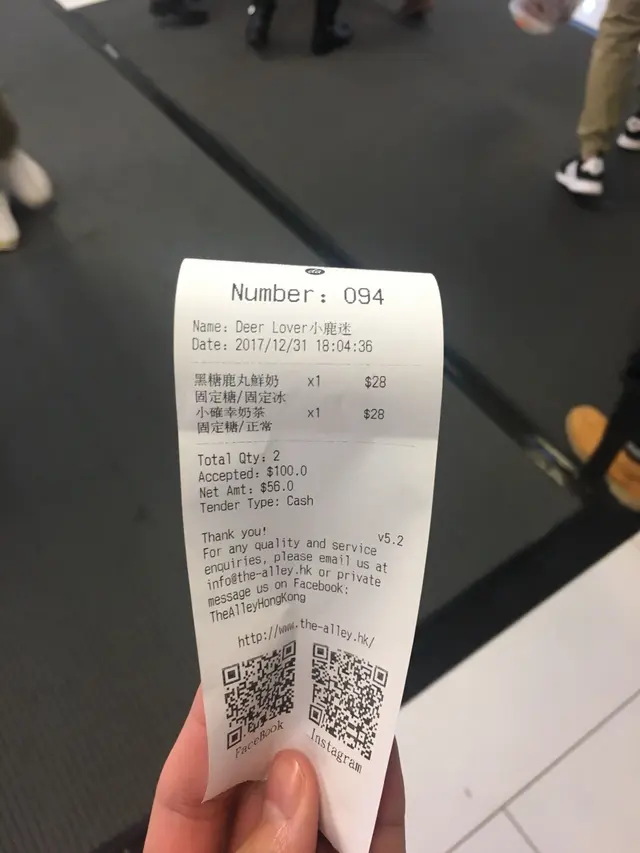 Number: 094
Name: Deer Lover小鹿迷
Date: 2017/12/31 18:04:36
黑糖鹿丸鮮奶 x1 $28
固定糖/固定冰
小確幸奶茶 x1 $28
固定糖/正常
Total Qty: 2
Accepted: $100.0
Net Amt: $56.0
Tender Type: Cash
Thank you! v5.2
For any quality and service
enquiries, please email us at
info@the-alley.hk or private
message us on Facebook:
TheAlleyHongKong
http://www.the-alley.hk/
FaceBook Instagram